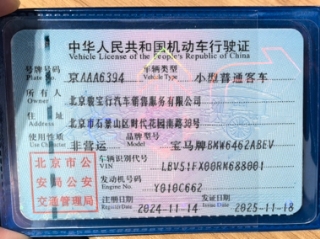 中华人民共和国机动车行驶证
Vehicle License of the People's Republic of China
号牌号码 京AAA6394 车辆类型 小型普通客车
Plate No. Vehicle Type
所有人 北京骏宝行汽车销售服务有限公司
Owner
住址 北京市石景山区时代花园南路30号
Address
使用性质 非营运 宝马牌BMW6462ABEV
Use Character
北京市公 车辆识别代号 LBV51FX00RM688001
VIN
安局公安 发动机号码 Y010C662
Engine No.
交通管理局 注册日期 2024-11-14 发证日期 2025-11-18
Register Date Issue Date